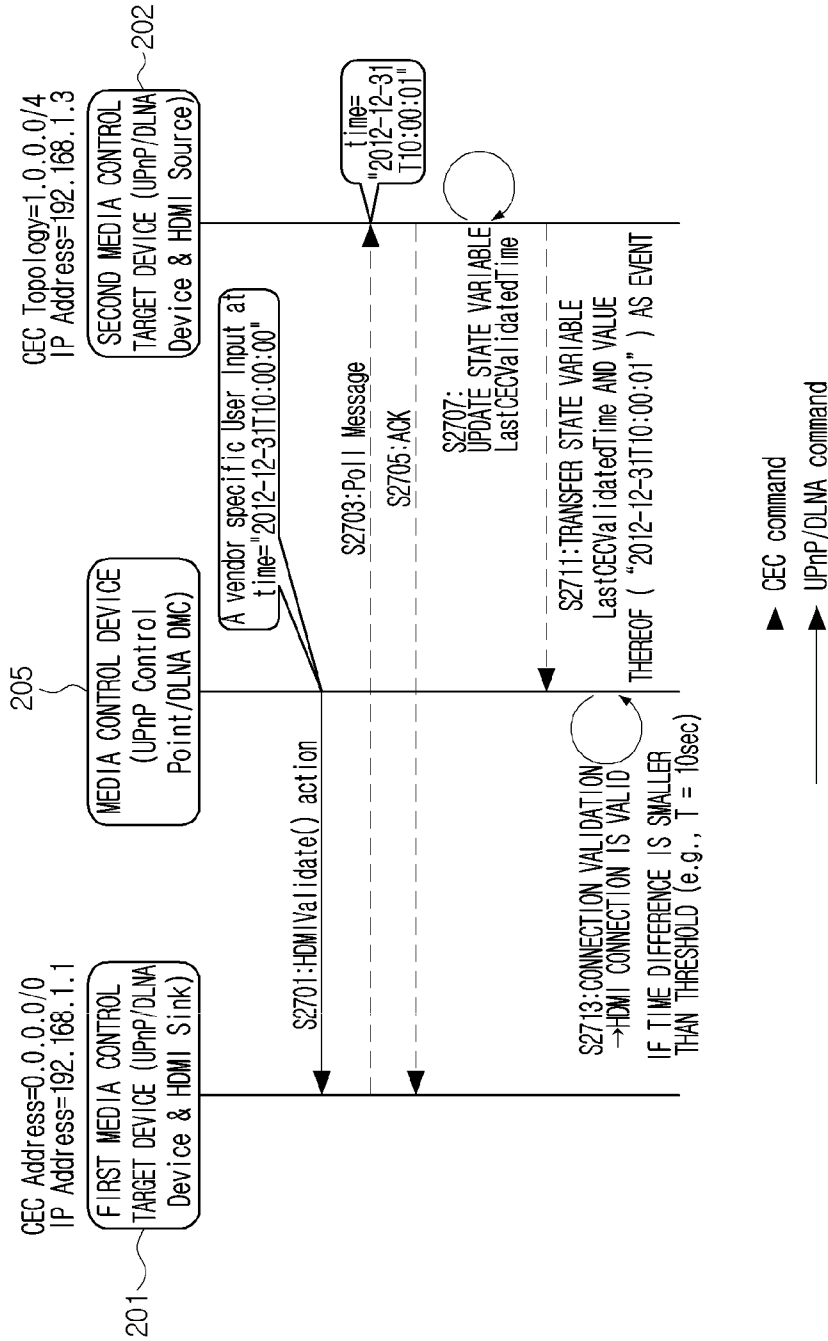 CEC Address=0.0.0.0/0
IP Address=192.168.1.1
FIRST MEDIA CONTROL
TARGET DEVICE (UPnP/DLNA
Device & HDMI Sink)
201
205
MEDIA CONTROL DEVICE
(UPnP Control
Point/DLNA DMC)
CEC Topology=1.0.0.0/4
IP Address=192.168.1.3
SECOND MEDIA CONTROL
TARGET DEVICE (UPnP/DLNA
Device & HDMI Source)
202
A vendor specific User Input at
time="2012-12-31T10:00:00"
S2701:HDMIValidate() action
S2703:Poll Message
time=
"2012-12-31
T10:00:01"
S2705:ACK
S2707:
UPDATE STATE VARIABLE
LastCECValidatedTime
S2711:TRANSFER STATE VARIABLE
LastCECValidatedTime AND VALUE
THEREOF ( “2012-12-31T10:00:01” ) AS EVENT
S2713:CONNECTION VALIDATION
→HDMI CONNECTION IS VALID
IF TIME DIFFERENCE IS SMALLER
THAN THRESHOLD (e.g., T = 10sec)
CEC command
UPnP/DLNA command